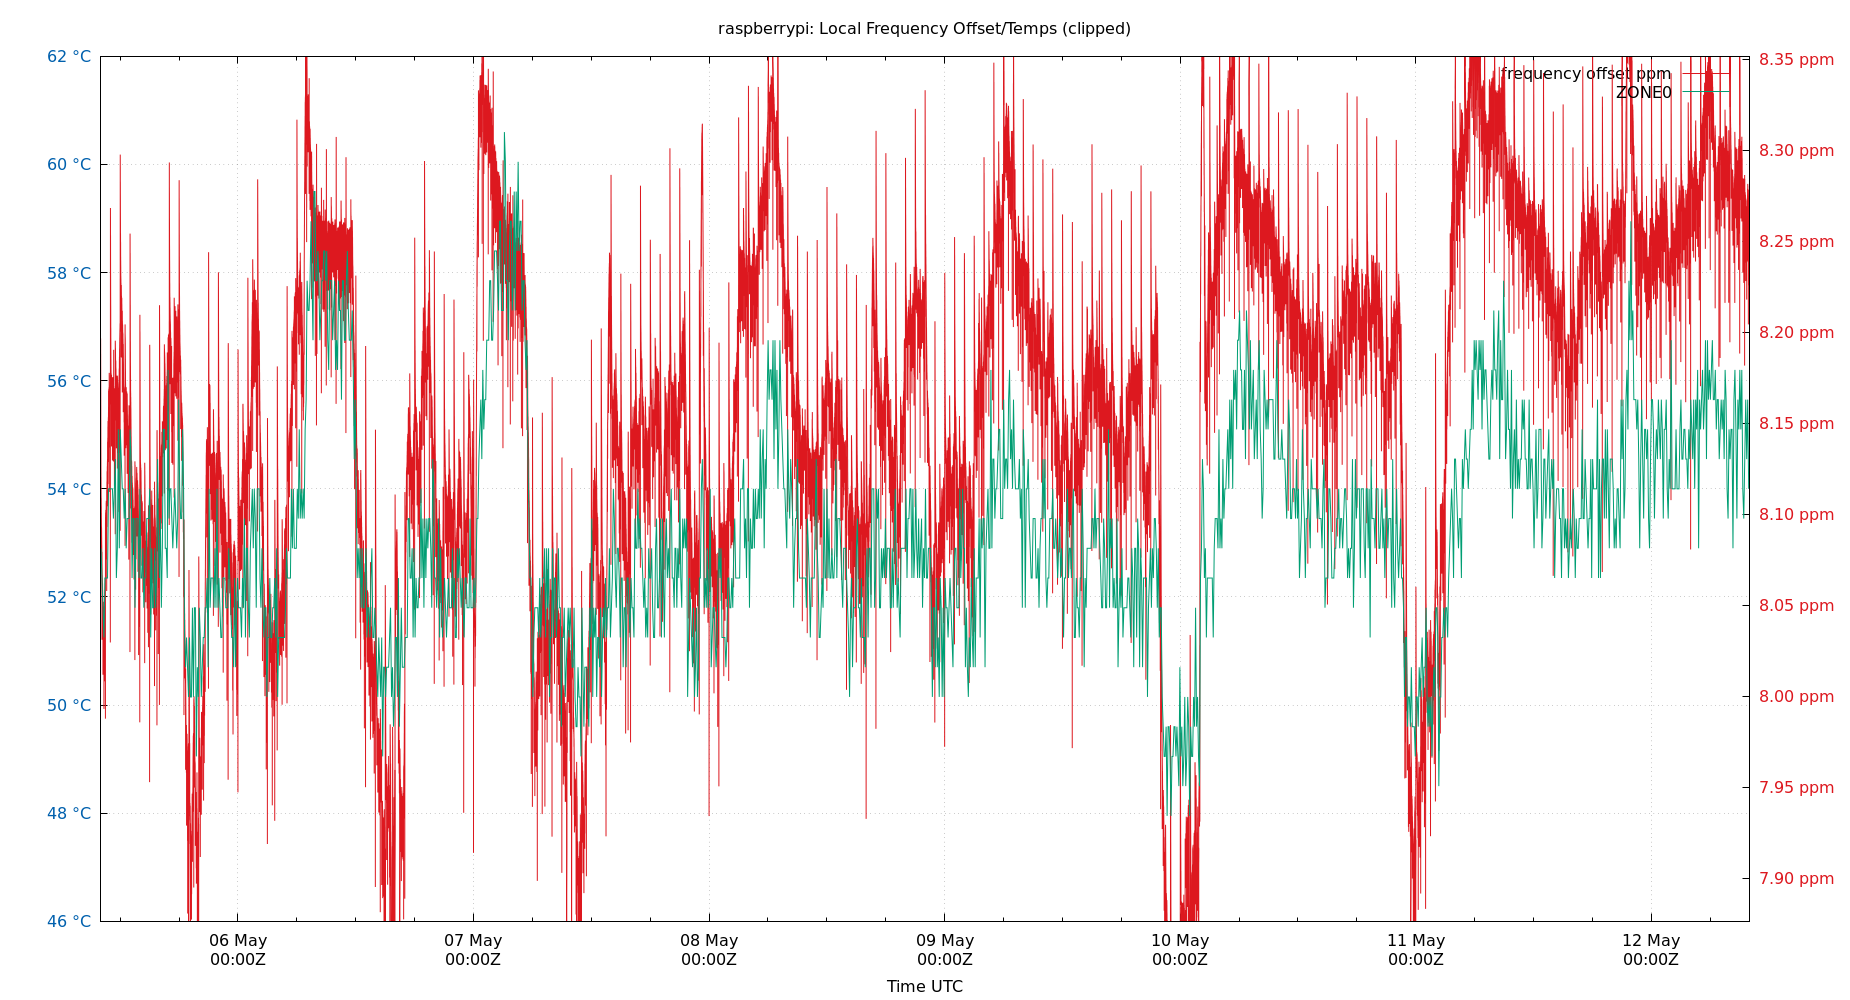 raspberrypi: Local Frequency Offset/Temps (clipped)
62 °C
60 °C
58 °C
56 °C
54 °C
52 °C
50 °C
48 °C
46 °C
8.35 ppm
8.30 ppm
8.25 ppm
8.20 ppm
8.15 ppm
8.10 ppm
8.05 ppm
8.00 ppm
7.95 ppm
7.90 ppm
frequency offset ppm
ZONE0
06 May
00:00Z
07 May
00:00Z
08 May
00:00Z
09 May
00:00Z
10 May
00:00Z
11 May
00:00Z
12 May
00:00Z
Time UTC